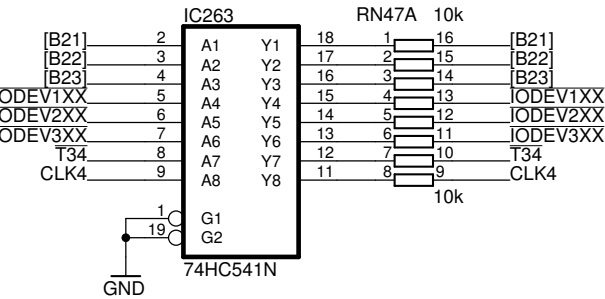 IC263 RN47A 10k
[B21] 2 A1 Y1 18 1 16 [B21]
[B22] 3 A2 Y2 17 2 15 [B22]
[B23] 4 A3 Y3 16 3 14 [B23]
IODEV1XX 5 A4 Y4 15 4 13 IODEV1XX
IODEV2XX 6 A5 Y5 14 5 12 IODEV2XX
IODEV3XX 7 A6 Y6 13 6 11 IODEV3XX
T34 8 A7 Y7 12 7 10 T34
CLK4 9 A8 Y8 11 8 9 CLK4
10k
1 G1
19 G2
74HC541N
GND